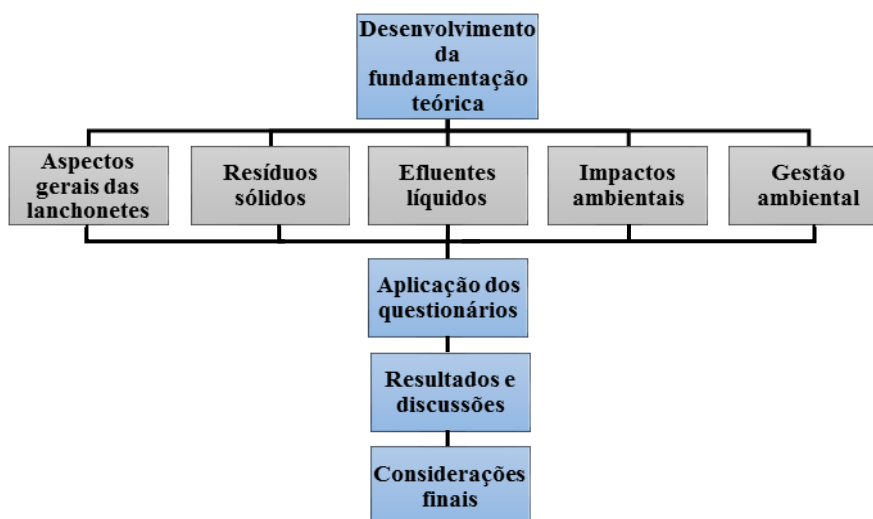 Desenvolvimento
da
fundamentação
teórica
Aspectos
gerais das
lanchonetes
Resíduos
sólidos
Efluentes
líquidos
Impactos
ambientais
Gestão
ambiental
Aplicação dos
questionários
Resultados e
discussões
Considerações
finais